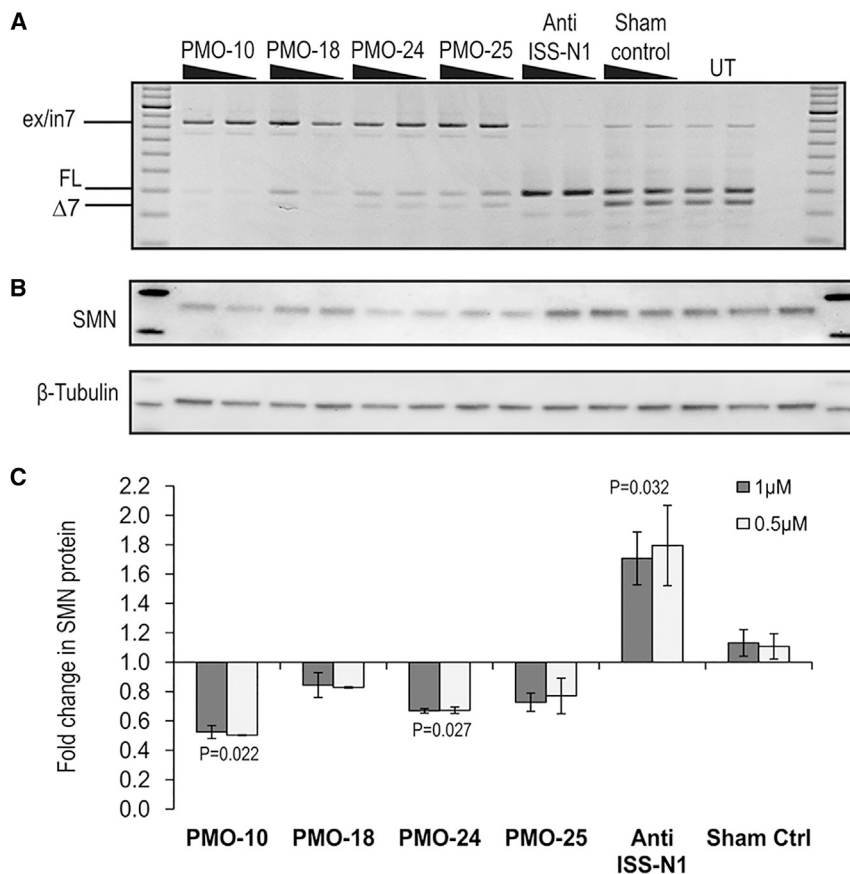 A
PMO-10 PMO-18 PMO-24 PMO-25 Anti ISS-N1 Sham control UT
ex/in7
FL
Δ7
B
SMN
β-Tubulin
C
Fold change in SMN protein
2.2
2.0
1.8
1.6
1.4
1.2
1.0
0.8
0.6
0.4
0.2
0.0
P=0.022
P=0.027
P=0.032
1µM
0.5µM
PMO-10 PMO-18 PMO-24 PMO-25 Anti ISS-N1 Sham Ctrl